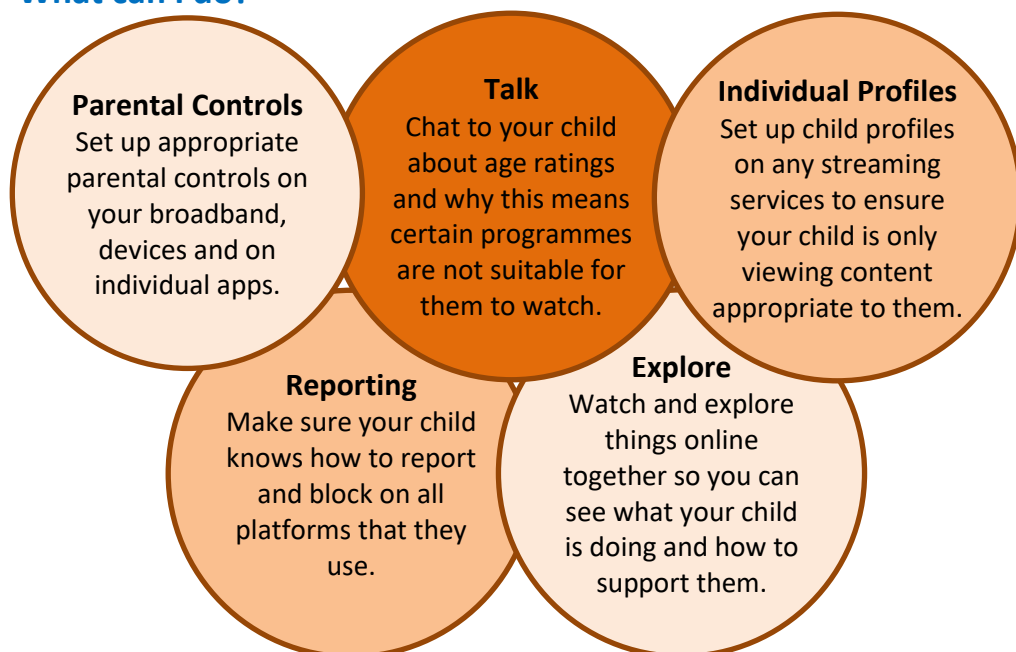 What can I do?
Parental Controls
Set up appropriate
parental controls on
your broadband,
devices and on
individual apps.
Talk
Chat to your child
about age ratings
and why this means
certain programmes
are not suitable for
them to watch.
Individual Profiles
Set up child profiles
on any streaming
services to ensure
your child is only
viewing content
appropriate to them.
Reporting
Make sure your child
knows how to report
and block on all
platforms that they
use.
Explore
Watch and explore
things online
together so you can
see what your child
is doing and how to
support them.